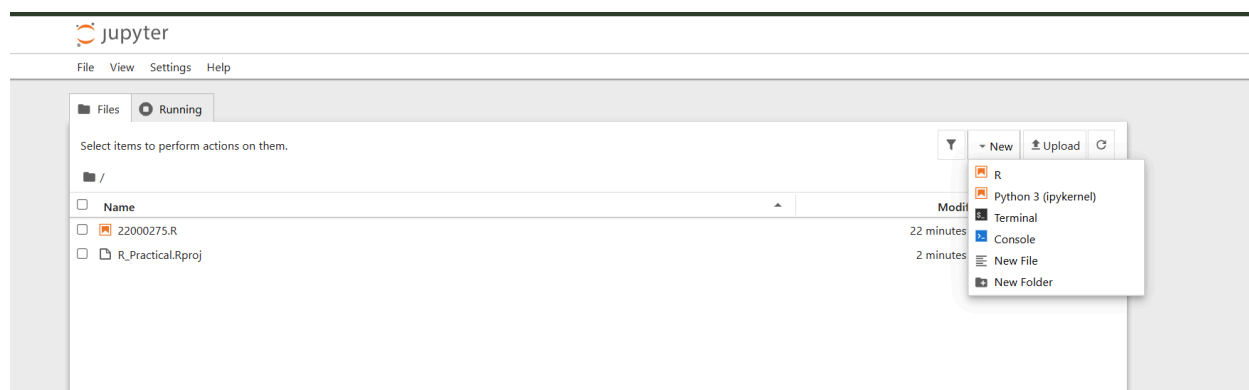 jupyter
File View Settings Help
Files Running
Select items to perform actions on them.
New Upload
/
Name Modif
22000275.R 22 minutes
R_Practical.Rproj 2 minutes
R
Python 3 (ipykernel)
Terminal
Console
New File
New Folder